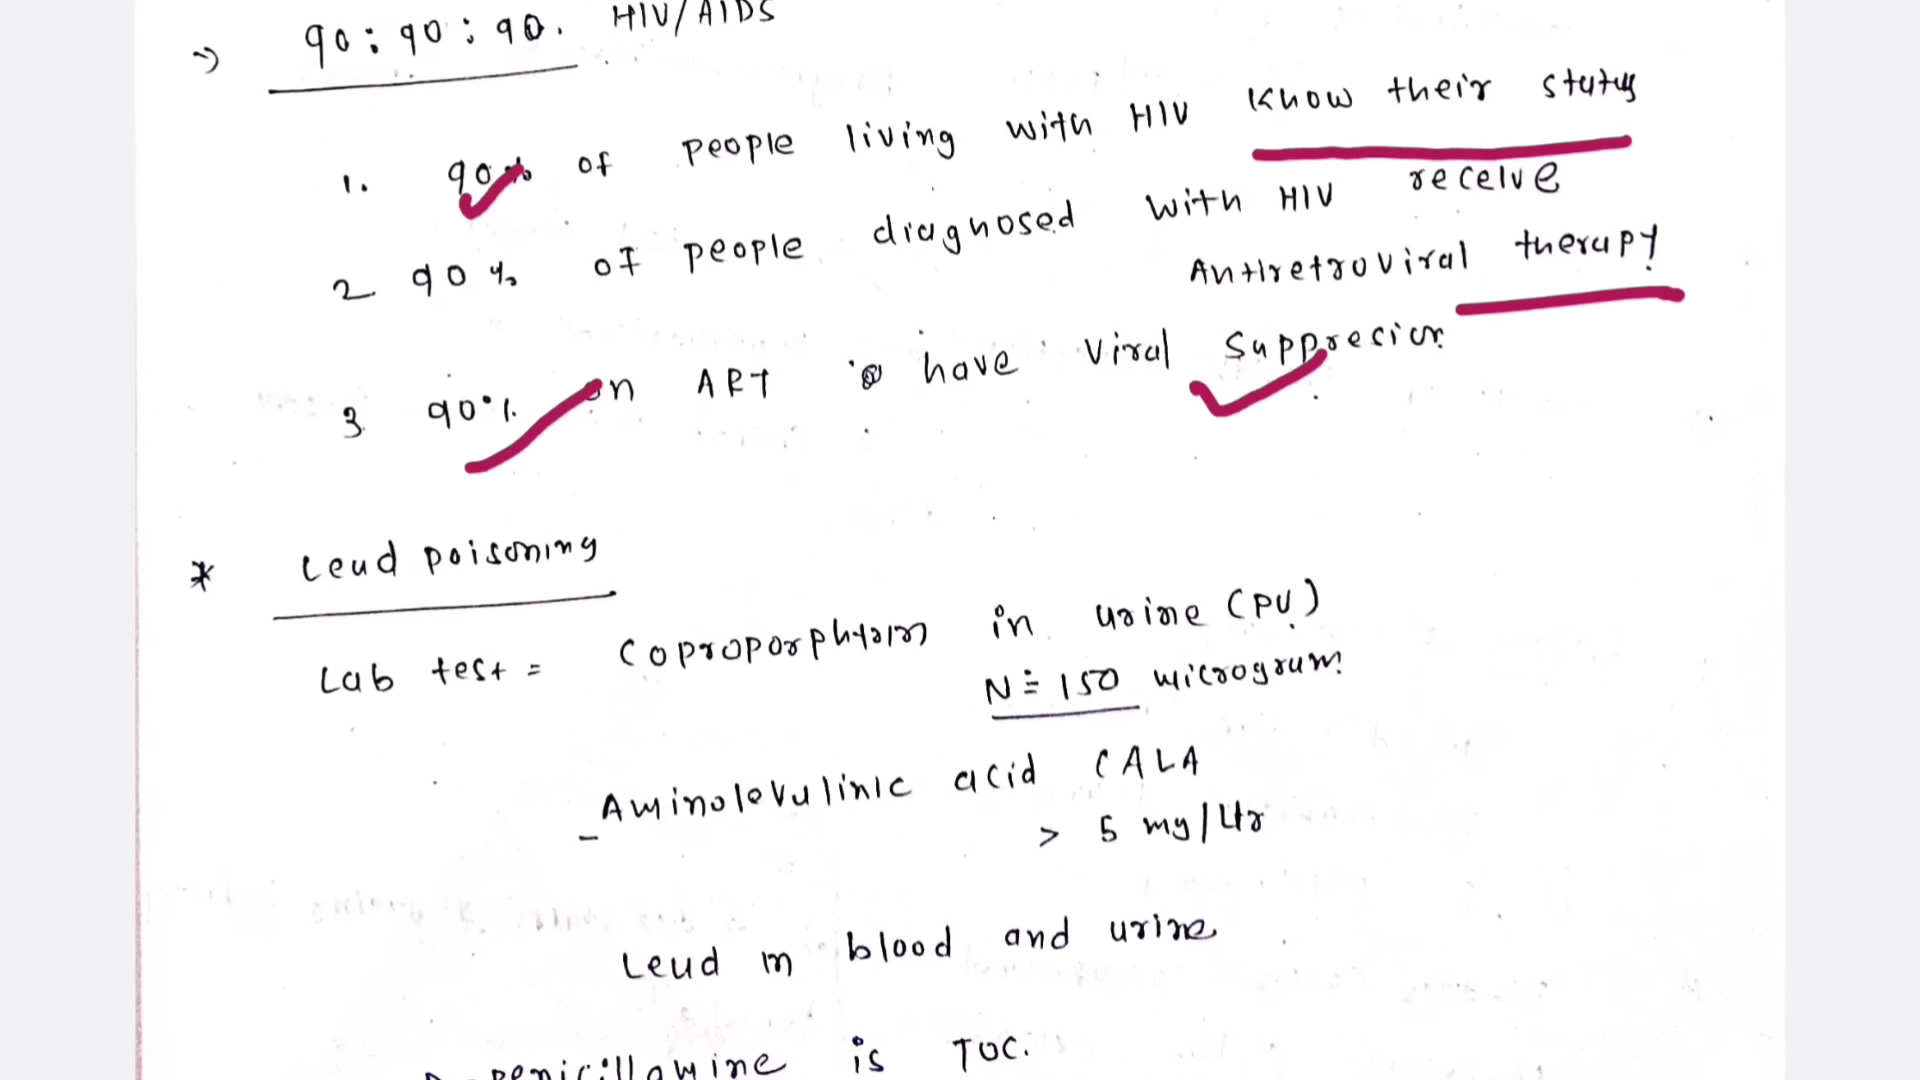 → 90:90:90. HIV/AIDS
1. 90% of people living with HIV know their status
2 90% of people diagnosed with HIV receive
Antiretroviral therapy
3 90% on ART have viral suppresion
* Lead poisoning
Lab test = Coproporphyrin in urine (PU)
N = 150 microgram
- Aminolevulinic acid (ALA
> 5 mg/Ltr
Lead in blood and urine
D-penicillamine is TOC.